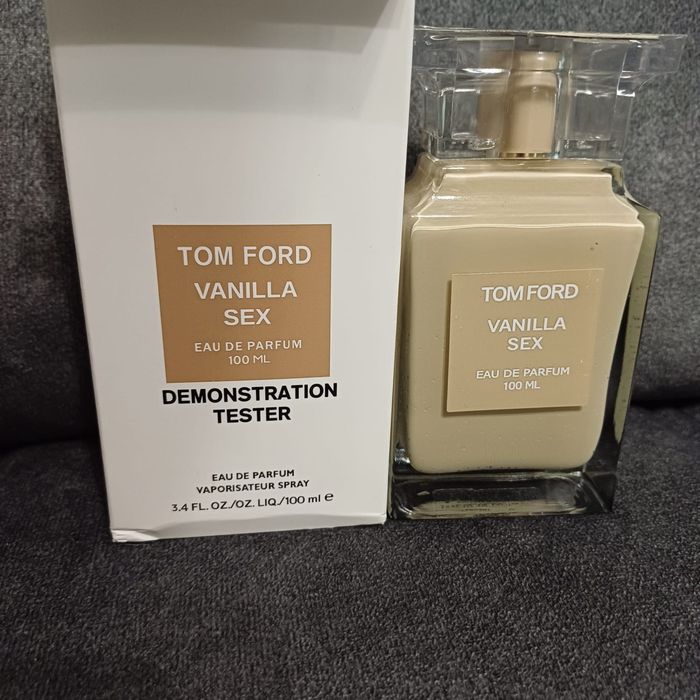 TOM FORD
VANILLA
SEX
EAU DE PARFUM
100 ML
DEMONSTRATION
TESTER
EAU DE PARFUM
VAPORISATEUR SPRAY
3.4 FL. OZ./OZ. LIQ./100 ml ℮
TOM FORD
VANILLA
SEX
EAU DE PARFUM
100 ML